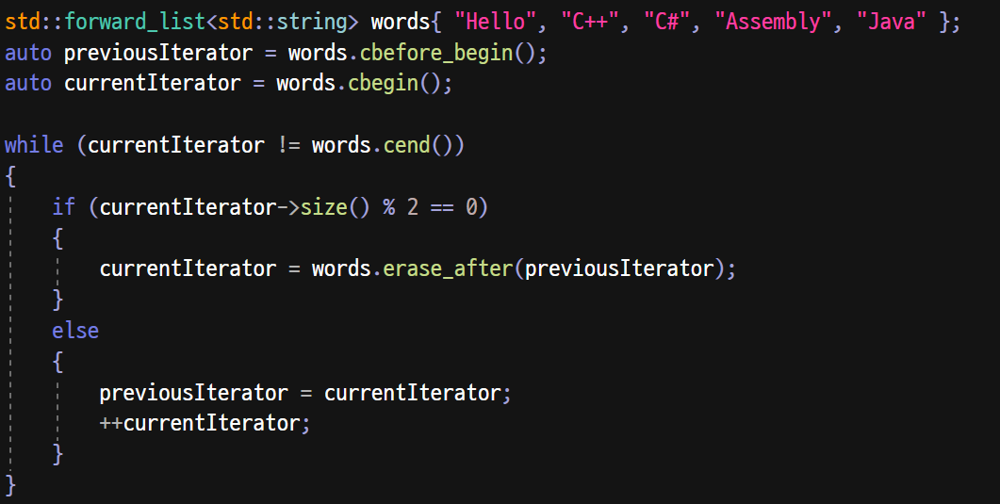 std::forward_list<std::string> words{ "Hello", "C++", "C#", "Assembly", "Java" };
auto previousIterator = words.cbefore_begin();
auto currentIterator = words.cbegin();

while (currentIterator != words.cend())
{
    if (currentIterator->size() % 2 == 0)
    {
        currentIterator = words.erase_after(previousIterator);
    }
    else
    {
        previousIterator = currentIterator;
        ++currentIterator;
    }
}